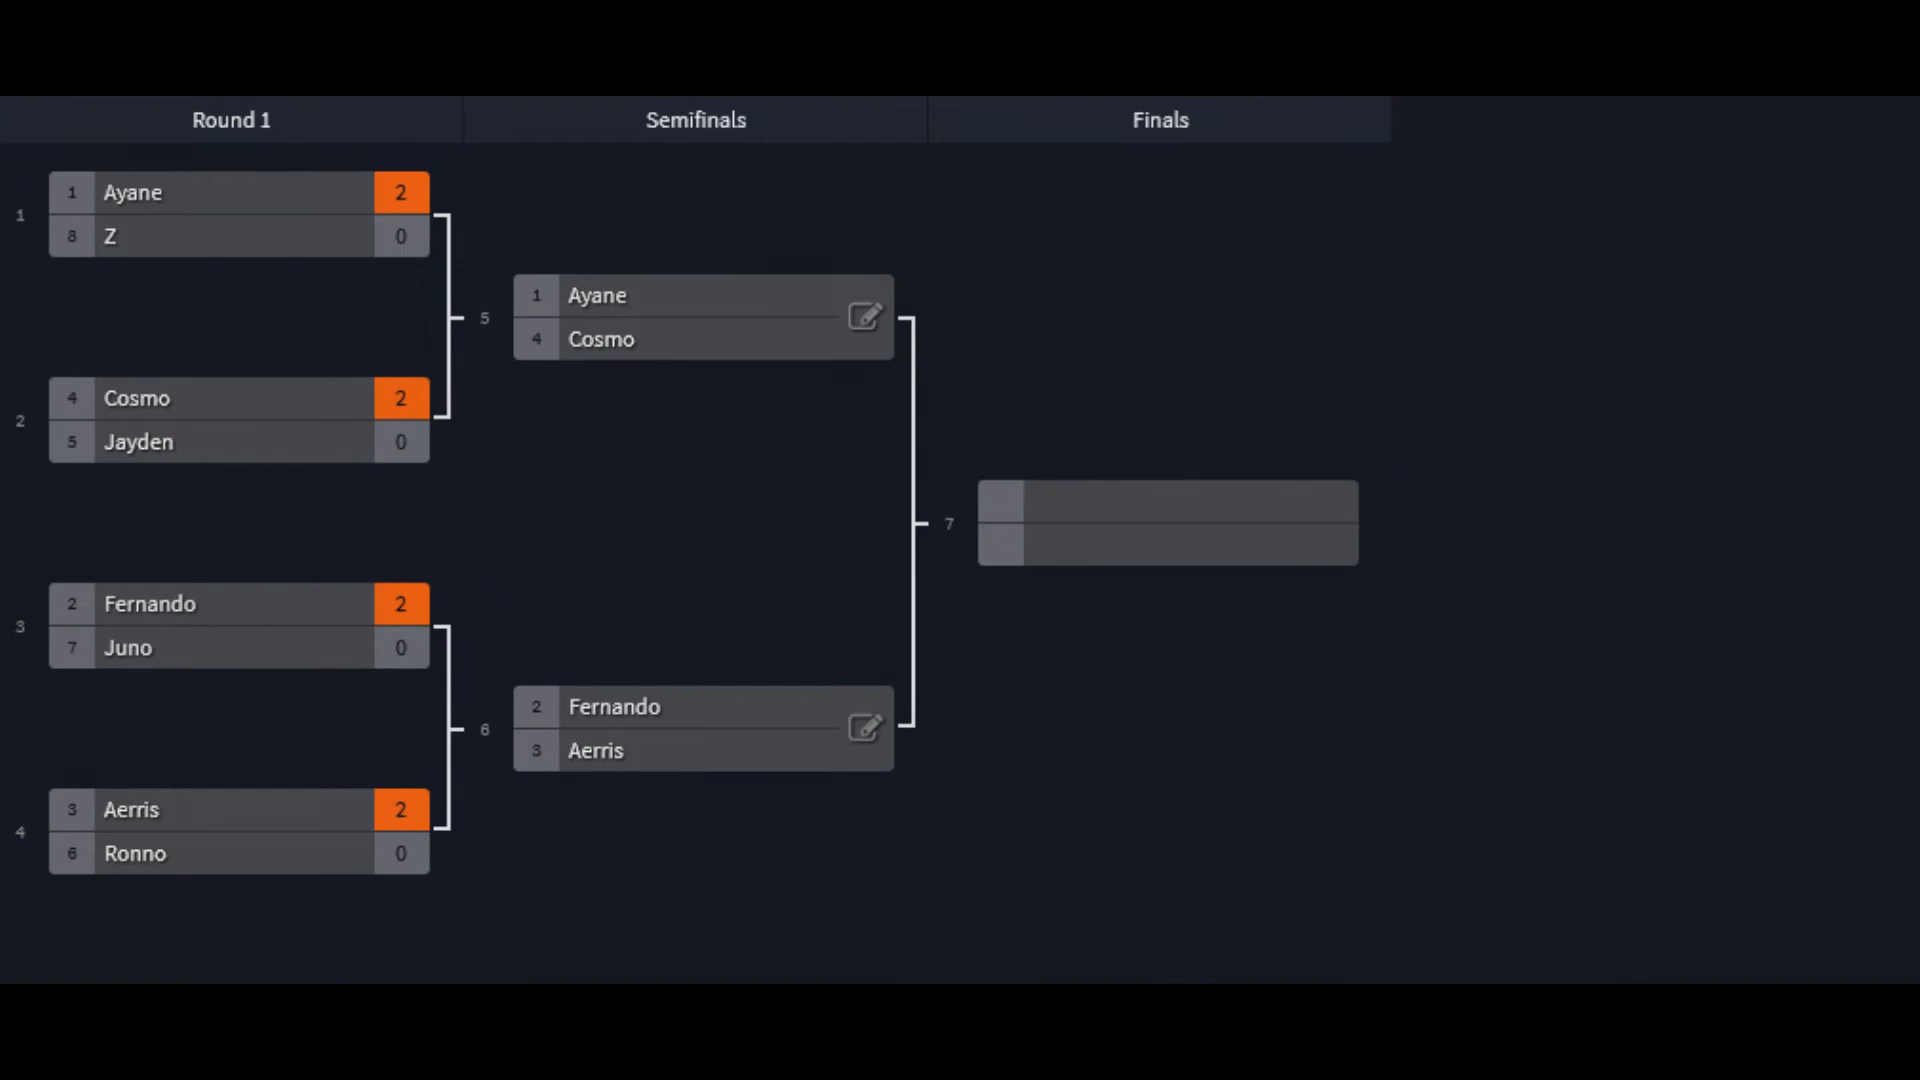 Round 1 Semifinals Finals
1 1 Ayane 2
8 Z 0
2 4 Cosmo 2
5 Jayden 0
3 2 Fernando 2
7 Juno 0
4 3 Aerris 2
6 Ronno 0
5 1 Ayane
4 Cosmo
6 2 Fernando
3 Aerris
7